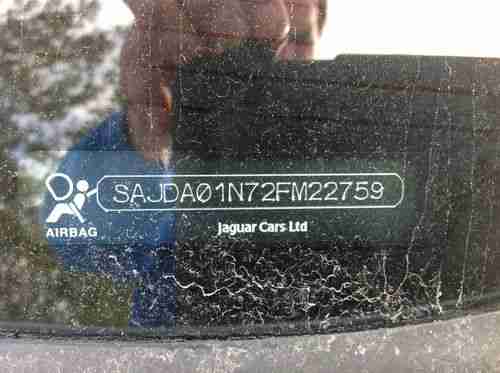 SAJDA01N72FM22759
AIRBAG
Jaguar Cars Ltd